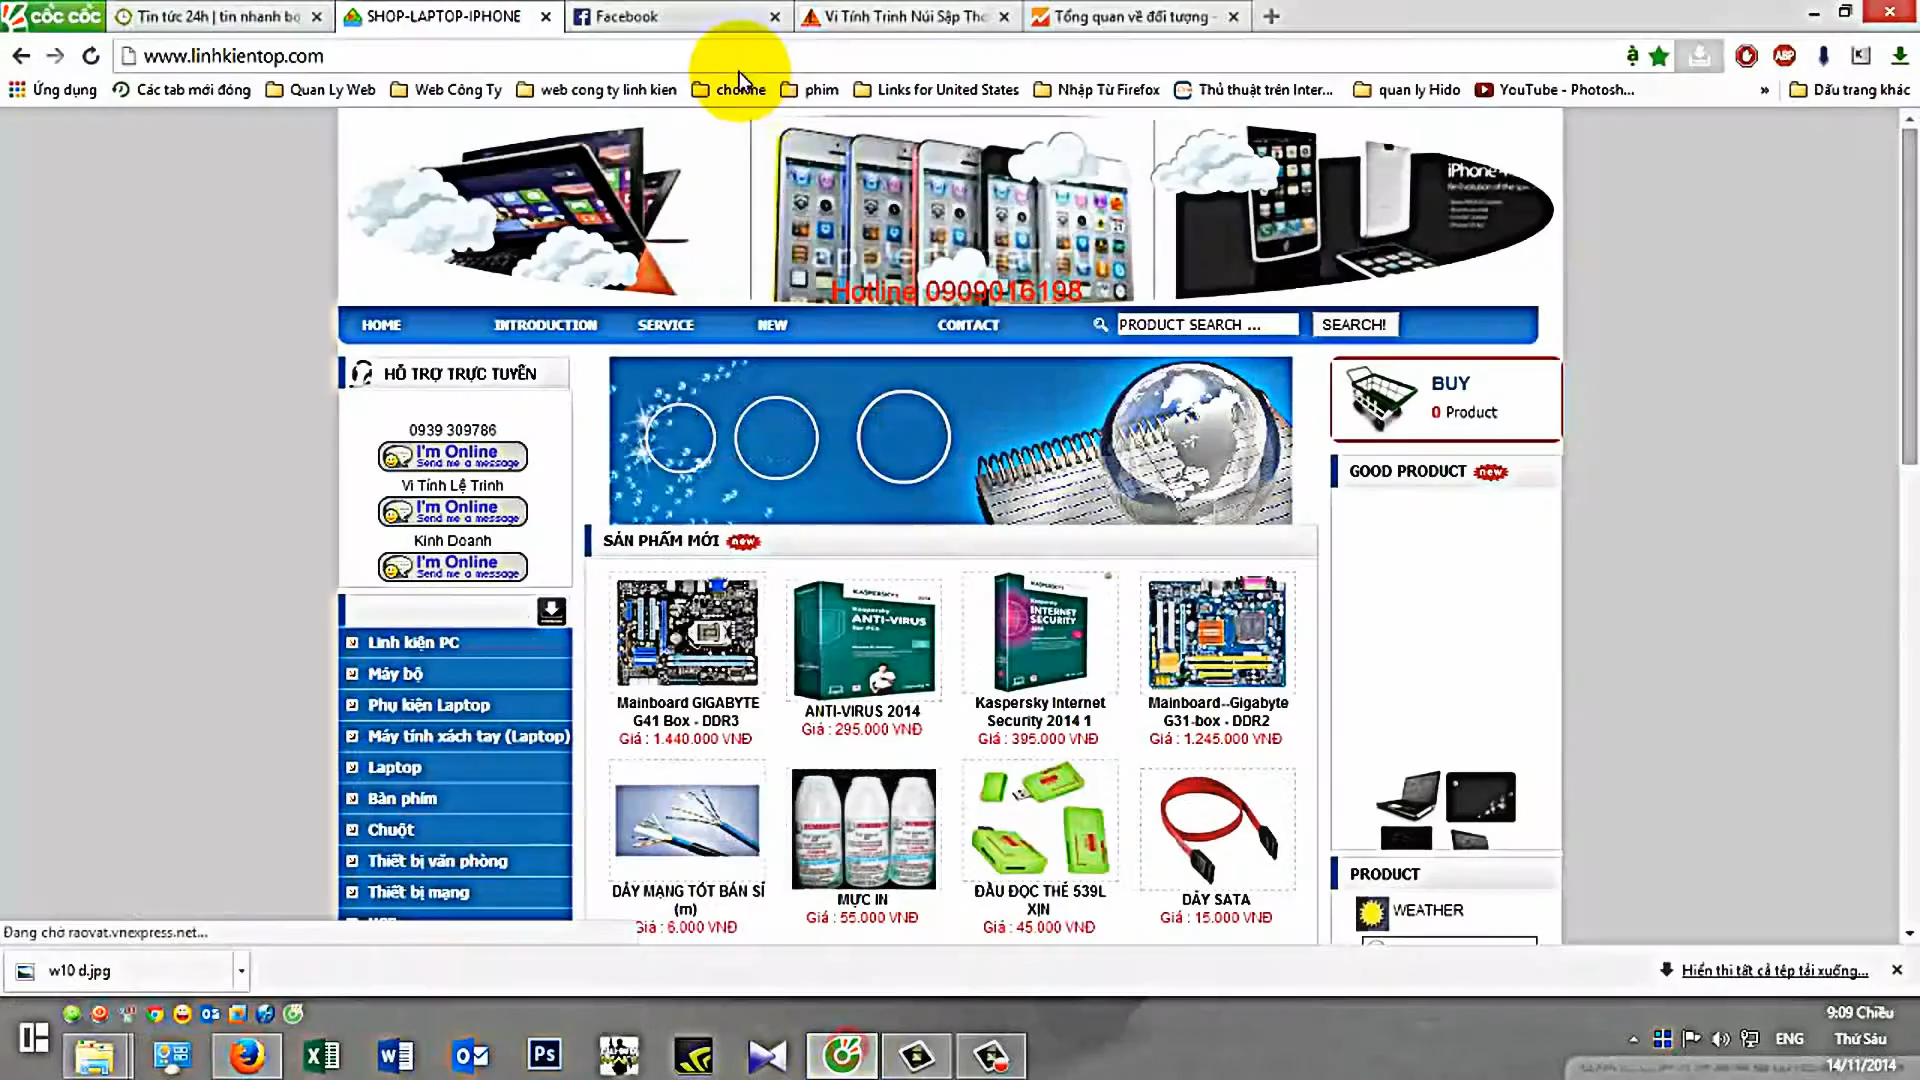 cốc cốc
Tin tức 24h | tin nhanh bo
SHOP-LAPTOP-IPHONE
Facebook
Vi Tính Trinh Núi Sập Tho
Tổng quan về đối tượng -
www.linhkientop.com
Ứng dụng
Các tab mới đóng
Quan Ly Web
Web Công Ty
web cong ty linh kien
phim
Links for United States
Nhập Từ Firefox
Thủ thuật trên Inter...
quan ly Hido
YouTube - Photosh...
»
Dấu trang khác
iPhone
Hotline 0909016198
HOME
INTRODUCTION
SERVICE
NEW
CONTACT
PRODUCT SEARCH ...
SEARCH!
HỖ TRỢ TRỰC TUYẾN
0939 309786
I'm Online
Send me a message
Vi Tính Lệ Trinh
I'm Online
Send me a message
Kinh Doanh
I'm Online
Send me a message
BUY
0 Product
GOOD PRODUCT new
SẢN PHẨM MỚI new
Linh kiện PC
Máy bộ
Phụ kiện Laptop
Máy tính xách tay (Laptop)
Laptop
Bàn phím
Chuột
Thiết bị văn phòng
Thiết bị mạng
KASPERSKY
ANTI-VIRUS
INTERNET
SECURITY
Mainboard GIGABYTE
G41 Box - DDR3
Giá : 1.440.000 VNĐ
ANTI-VIRUS 2014
Giá : 295.000 VNĐ
Kaspersky Internet
Security 2014 1
Giá : 395.000 VNĐ
Mainboard--Gigabyte
G31-box - DDR2
Giá : 1.245.000 VNĐ
DÂY MẠNG TỐT BÁN SỈ
(m)
Giá : 6.000 VNĐ
MỰC IN
Giá : 55.000 VNĐ
ĐẦU ĐỌC THẺ 539L
XỊN
Giá : 45.000 VNĐ
DÂY SATA
Giá : 15.000 VNĐ
PRODUCT
WEATHER
Đang chờ raovat.vnexpress.net...
w10 d.jpg
Hiển thị tất cả tệp tải xuống...
9:09 Chiều
ENG
Thứ Sáu
14/11/2014